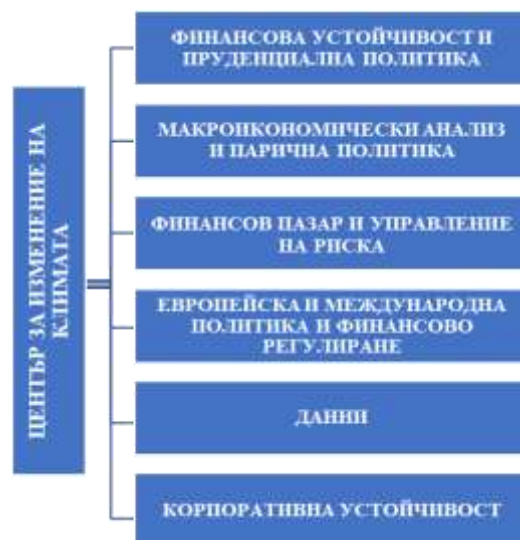 ЦЕНТЪР ЗА ИЗМЕНЕНИЕ НА
КЛИМАТА
ФИНАНСОВА УСТОЙЧИВОСТ И
ПРУДЕНЦИАЛНА ПОЛИТИКА
МАКРОИКОНОМИЧЕСКИ АНАЛИЗ
И ПАРИЧНА ПОЛИТИКА
ФИНАНСОВ ПАЗАР И УПРАВЛЕНИЕ
НА РИСКА
ЕВРОПЕЙСКА И МЕЖДУНАРОДНА
ПОЛИТИКА И ФИНАНСОВО
РЕГУЛИРАНЕ
ДАННИ
КОРПОРАТИВНА УСТОЙЧИВОСТ